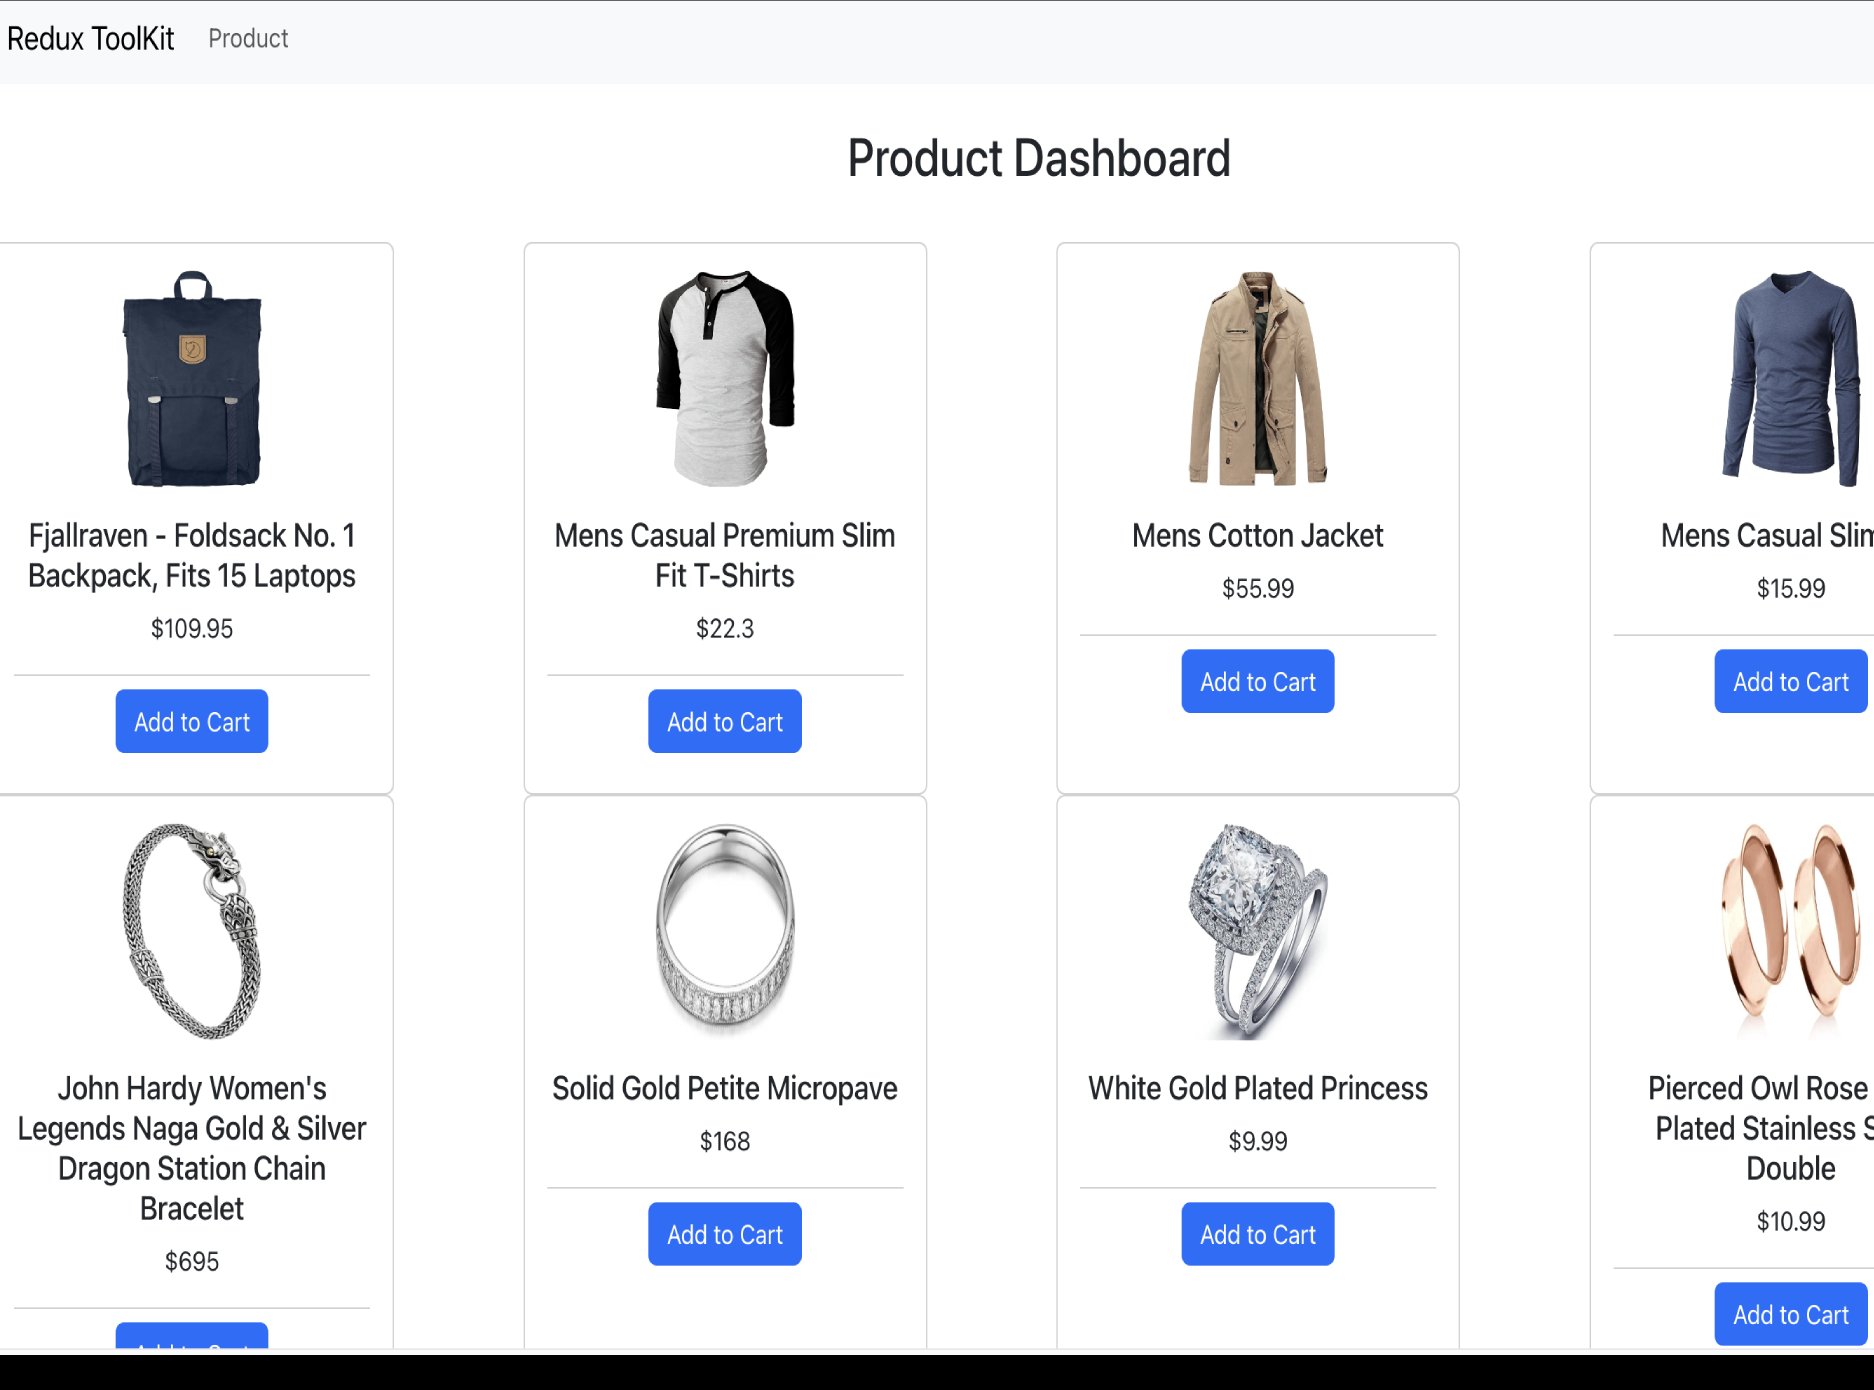 Redux ToolKit Product
Product Dashboard
Fjallraven - Foldsack No. 1
Backpack, Fits 15 Laptops
$109.95
Add to Cart
Mens Casual Premium Slim
Fit T-Shirts
$22.3
Add to Cart
Mens Cotton Jacket
$55.99
Add to Cart
Mens Casual Slim
$15.99
Add to Cart
John Hardy Women's
Legends Naga Gold & Silver
Dragon Station Chain
Bracelet
$695
Add to Cart
Solid Gold Petite Micropave
$168
Add to Cart
White Gold Plated Princess
$9.99
Add to Cart
Pierced Owl Rose
Plated Stainless
Double
$10.99
Add to Cart